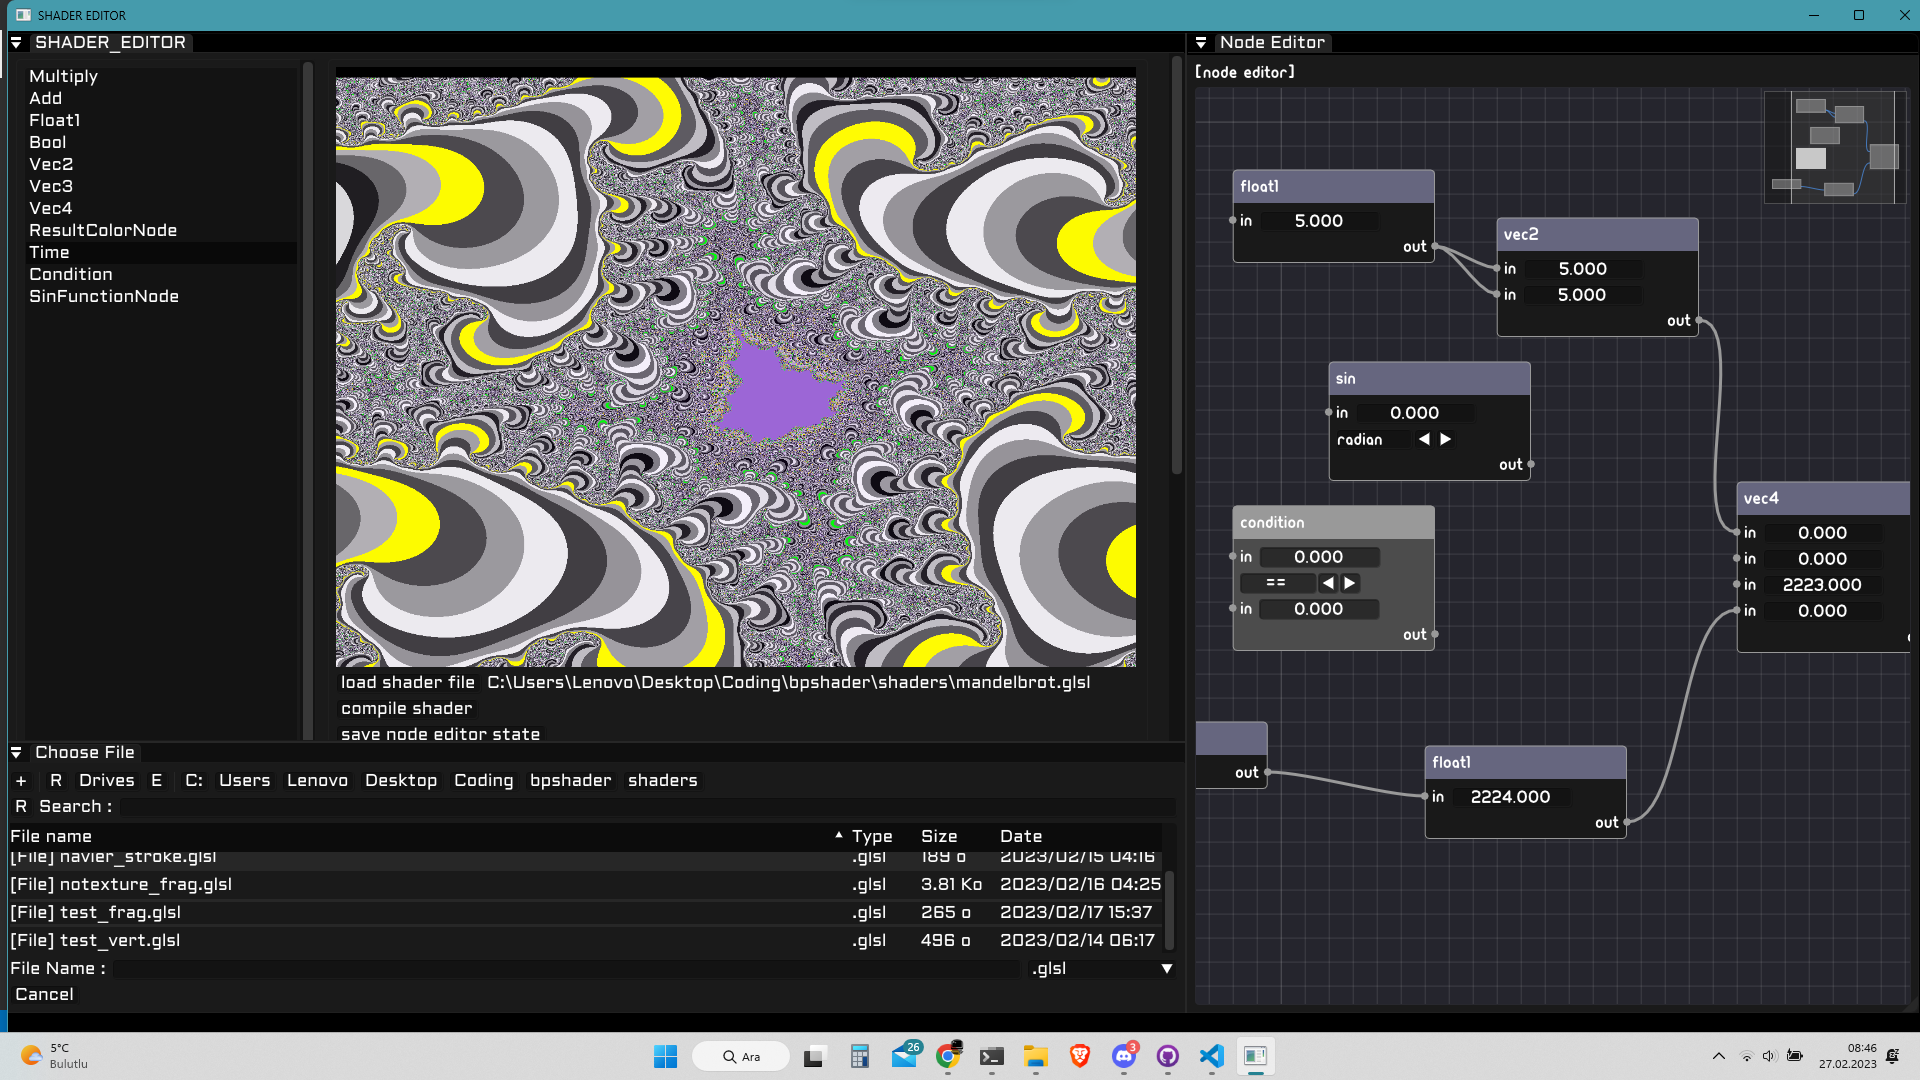 SHADER EDITOR
SHADER_EDITOR
Multiply
Add
Float1
Bool
Vec2
Vec3
Vec4
ResultColorNode
Time
Condition
SinFunctionNode
load shader file C:\Users\Lenovo\Desktop\Coding\bpshader\shaders\mandelbrot.glsl
compile shader
save node editor state
Choose File
+ R Drives E C: Users Lenovo Desktop Coding bpshader shaders
R Search :
File name Type Size Date
[File] navier_stroke.glsl .glsl 189 o 2023/02/15 04:16
[File] notexture_frag.glsl .glsl 3.81 Ko 2023/02/16 04:25
[File] test_frag.glsl .glsl 265 o 2023/02/17 15:37
[File] test_vert.glsl .glsl 496 o 2023/02/14 06:17
File Name : .glsl
Cancel
Node Editor
[node editor]
float1
in 5.000
out
vec2
in 5.000
in 5.000
out
sin
in 0.000
radian
out
condition
in 0.000
==
in 0.000
out
vec4
in 0.000
in 0.000
in 2223.000
in 0.000
out
float1
in 2224.000
out
5°C
Bulutlu
Ara
26
3
08:46
27.02.2023